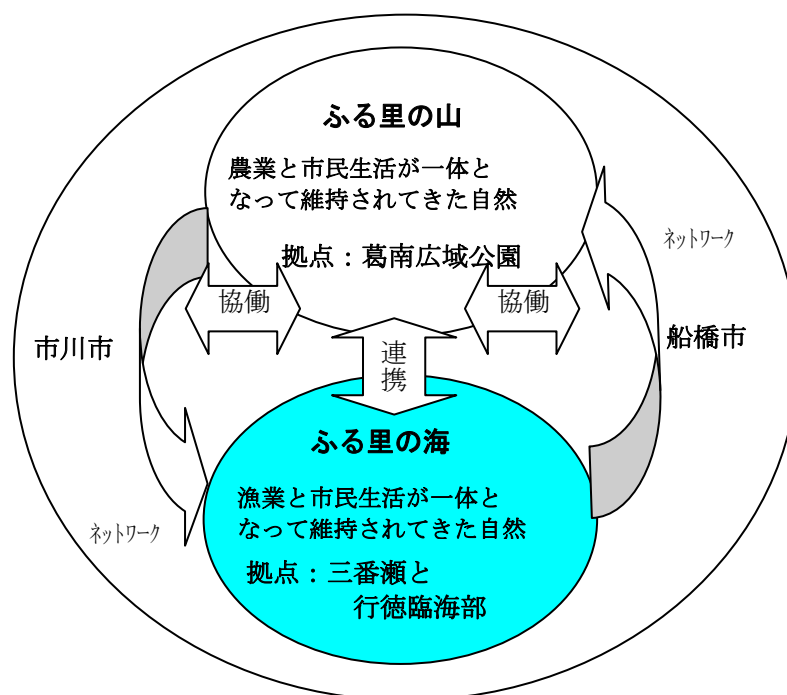 ふる里の山
農業と市民生活が一体と
なって維持されてきた自然
拠点：葛南広域公園
ネットワーク
協働
協働
市川市
船橋市
連
携
ふる里の海
漁業と市民生活が一体と
なって維持されてきた自然
ネットワーク
拠点：三番瀬と
行徳臨海部